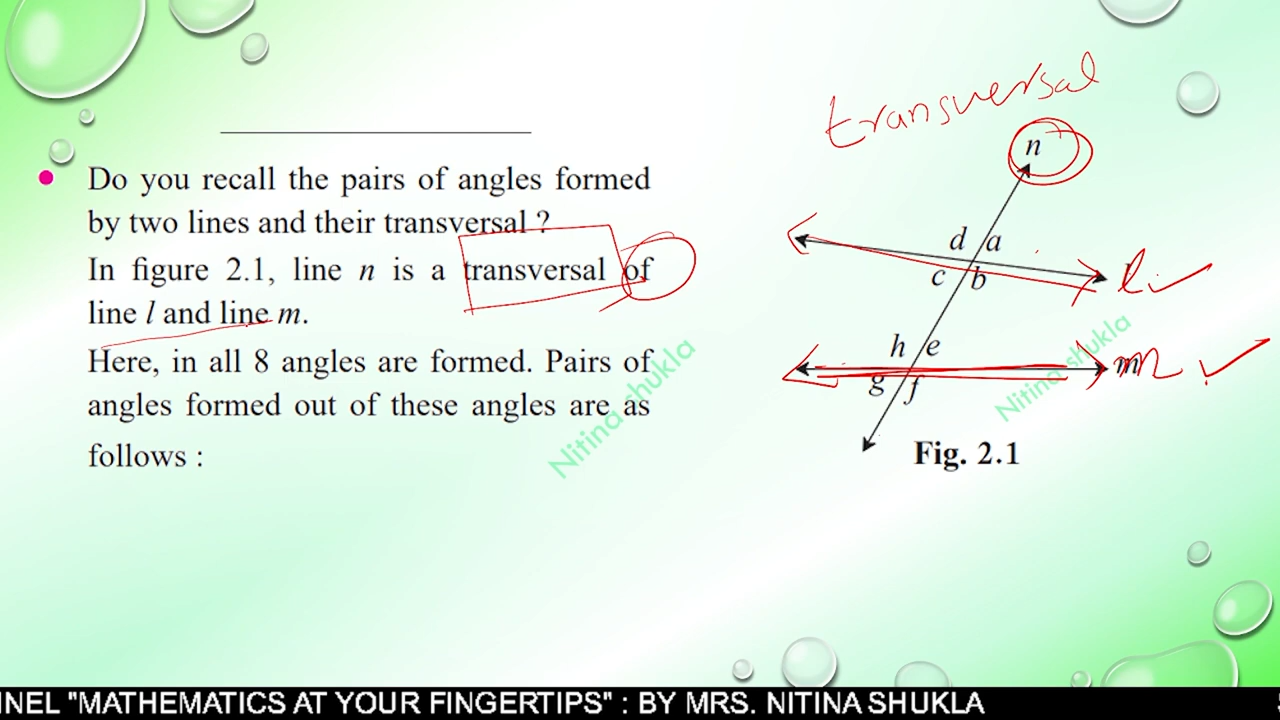 Do you recall the pairs of angles formed
by two lines and their transversal ?
In figure 2.1, line n is a transversal of
line l and line m.
Here, in all 8 angles are formed. Pairs of
angles formed out of these angles are as
follows :
transversal
n
d a
c b
l
h e
m
g f
Fig. 2.1
Nitina shukla
Nitina shukla
NEL "MATHEMATICS AT YOUR FINGERTIPS" : BY MRS. NITINA SHUKLA